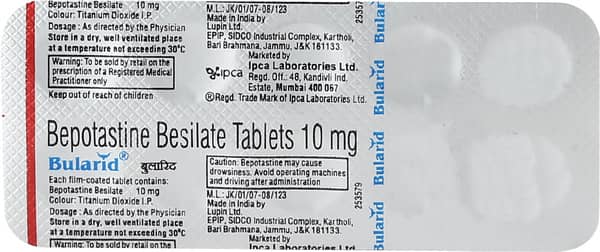 Bepotastine Besilate 10 mg
Colour: Titanium Dioxide I.P.
Dosage : As directed by the Physician
Store in a dry, well ventilated place
at a temperature not exceeding 30°C
Warning: To be sold by retail on the
prescription of a Registered Medical
Practitioner only
Keep out of reach of children
M.L.: JK/01/07-08/123
Made in India by
Lupin Ltd.
EPIP, SIDCO Industrial Complex, Kartholi,
Bari Brahmana, Jammu, J&K 181133.
Marketed by
ipca
Ipca Laboratories Ltd.
Regd. Off.: 48, Kandivli Ind.
Estate, Mumbai 400 067
®Regd. Trade Mark of Ipca Laboratories Ltd.
253579
Bularid
Bepotastine Besilate Tablets 10 mg
Bularid® बुलारिड
Each film-coated tablet contains:
Bepotastine Besilate 10 mg
Colour: Titanium Dioxide I.P.
Dosage : As directed by the Physician
Store in a dry, well ventilated place
at a temperature not exceeding 30°C
Warning: To be sold by retail on the
Caution: Bepotastine may cause
drowsiness. Avoid operating machines
and driving after administration
M.L.: JK/01/07-08/123
Made in India by
Lupin Ltd.
EPIP, SIDCO Industrial Complex, Kartholi,
Bari Brahmana, Jammu, J&K 181133.
Marketed by
Ipca Laboratories Ltd.
253579
Bularid
Bularid